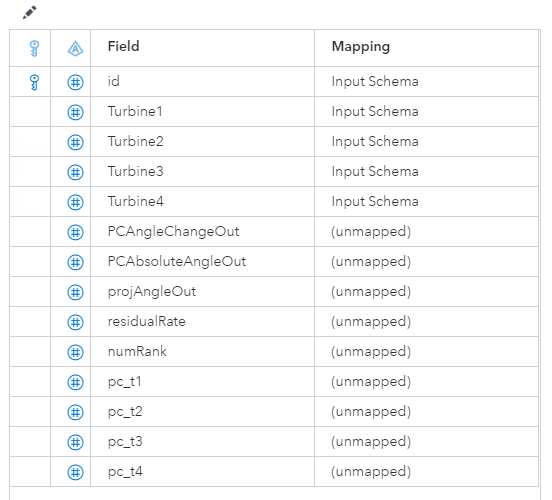 Field Mapping
id Input Schema
Turbine1 Input Schema
Turbine2 Input Schema
Turbine3 Input Schema
Turbine4 Input Schema
PCAngleChangeOut (unmapped)
PCAbsoluteAngleOut (unmapped)
projAngleOut (unmapped)
residualRate (unmapped)
numRank (unmapped)
pc_t1 (unmapped)
pc_t2 (unmapped)
pc_t3 (unmapped)
pc_t4 (unmapped)